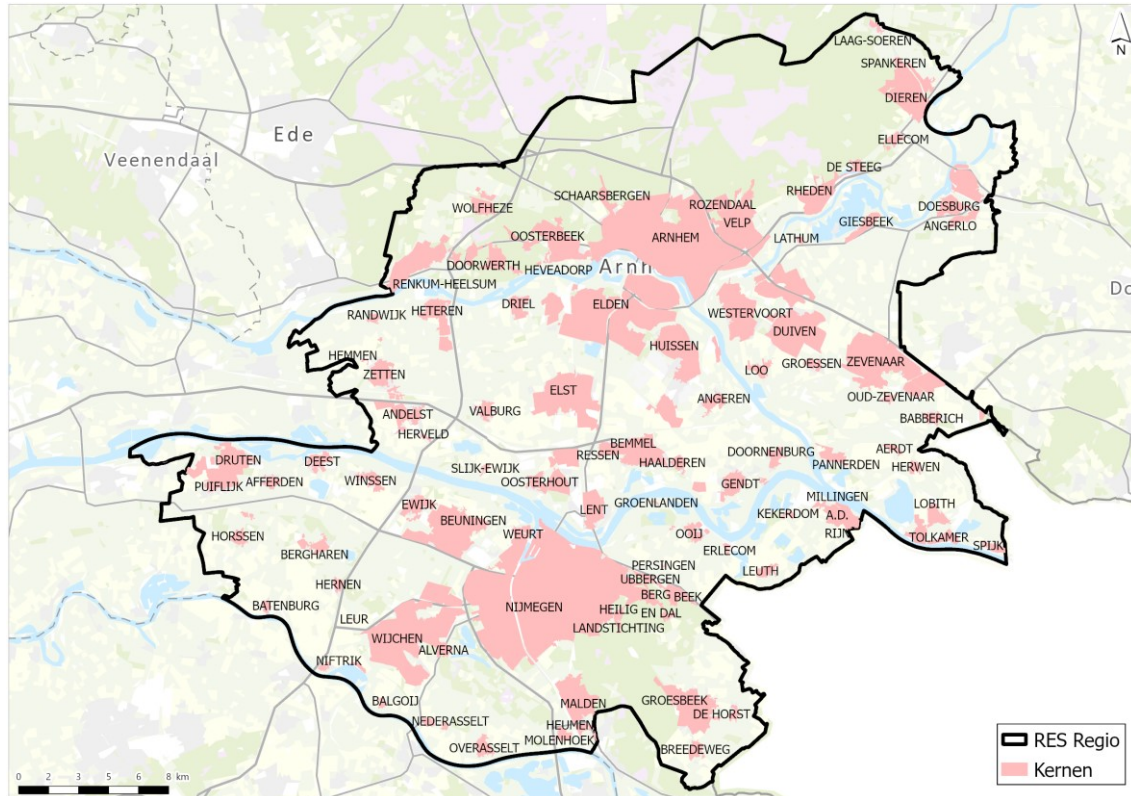 LAAG-SOEREN
N
SPANKEREN
DIEREN
Ede
ELLECOM
Veenendaal
DE STEEG
RHEDEN
SCHAARSBERGEN
ROZENDAAL
WOLFHEZE
VELP
DOESBURG
GIESBEEK
ANGERLO
OOSTERBEEK
ARNHEM
LATHUM
DOORWERTH
HEVEADORP
Arnh
RENKUM-HEELSUM
Do
DRIEL
ELDEN
RANDWIJK
HETEREN
WESTERVOORT
DUIVEN
HUISSEN
HEMMEN
GROESSEN
ZEVENAAR
ZETTEN
LOO
ELST
OUD-ZEVENAAR
ANGEREN
ANDELST
VALBURG
BABBERICH
HERVELD
BEMMEL
DOORNENBURG
AERDT
RESSEN
DRUTEN
DEEST
HAALDEREN
PANNERDEN
HERWEN
SLIJK-EWIJK
PUIFLIJK
AFFERDEN
WINSSEN
OOSTERHOUT
GENDT
MILLINGEN
A.D.
RIJN
LOBITH
EWIJK
LENT
GROENLANDEN
KEKERDOM
BEUNINGEN
WEURT
OOIJ
HORSSEN
TOLKAMER
SPIJK
BERGHAREN
ERLECOM
PERSINGEN
LEUTH
HERNEN
UBBERGEN
BERG
BEEK
BATENBURG
NIJMEGEN
HEILIG
EN DAL
LEUR
LANDSTICHTING
WIJCHEN
ALVERNA
NIFTRIK
BALGOIJ
MALDEN
GROESBEEK
DE HORST
NEDERASSELT
HEUMEN
MOLENHOEK
OVERASSELT
BREEDEWEG
RES Regio
Kernen
0 2 4 6 8 km